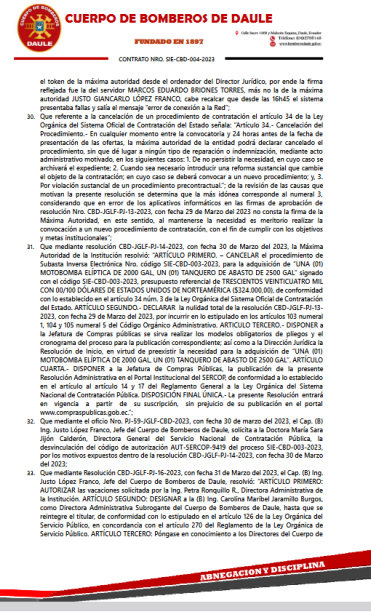 CUERPO DE BOMBEROS DE DAULE
FUNDADO EN 1897
CUERPO DE BOMBEROS
DAULE
CONTRATO NRO. SIE-CBD-004-2023
el token de la máxima autoridad desde el ordenador del Director Jurídico, por ende la firma
reflejada fue la del servidor MARCOS EDUARDO BRIONES TORRES, más no la de la máxima
autoridad JUSTO GIANCARLO LÓPEZ FRANCO, cabe recalcar que desde las 16h45 el sistema
presentaba fallas y salía el mensaje "error de conexión a la Red";
30. Que referente a la cancelación de un procedimiento de contratación el artículo 34 de la Ley
Orgánica del Sistema Oficial de Contratación del Estado señala: "Artículo 34.- Cancelación del
Procedimiento.- En cualquier momento entre la convocatoria y 24 horas antes de la fecha de
presentación de las ofertas, la máxima autoridad de la entidad podrá declarar cancelado el
procedimiento, sin que dé lugar a ningún tipo de reparación o indemnización, mediante acto
administrativo motivado, en los siguientes casos: 1. De no persistir la necesidad, en cuyo caso se
archivará el expediente; 2. Cuando sea necesario introducir una reforma sustancial que cambie
el objeto de la contratación; en cuyo caso se deberá convocar a un nuevo procedimiento; y, 3.
Por violación sustancial de un procedimiento precontractual."; de la revisión de las causas que
motivan la presente resolución se determina que la más idónea corresponde al numeral 3,
considerando que en error de los aplicativos informáticos en las firmas de aprobación de
resolución Nro. CBD-JGLF-PJ-13-2023, con fecha 29 de Marzo del 2023 no consta la firma de la
Máxima Autoridad, en este sentido, al mantenerse la necesidad es meritorio realizar la
convocación a un nuevo procedimiento de contratación, con el fin de cumplir con los objetivos
y metas institucionales";
31. Que mediante resolución CBD-JGLF-PJ-14-2023, con fecha 30 de marzo del 2023, la Máxima
Autoridad de la Institución resolvió: "ARTÍCULO PRIMERO. – CANCELAR el procedimiento de
Subasta Inversa Electrónica Nro. código SIE-CBD-003-2023, para la adquisición de "UNA (01)
MOTOBOMBA ELÍPTICA DE 2000 GAL, UN (01) TANQUERO DE ABASTO DE 2500 GAL" signado
con el código SIE-CBD-003-2023, presupuesto referencial de TRESCIENTOS VEINTICUATRO MIL
CON 00/100 DÓLARES DE ESTADOS UNIDOS DE NORTEAMÉRICA ($324.000,00), de conformidad
con lo establecido en el artículo 34 núm. 3 de la Ley Orgánica del Sistema Oficial de Contratación
del Estado. ARTÍCULO SEGUNDO.- DECLARAR la nulidad total de la resolución CBD-JGLF-PJ-13-
2023, con fecha 29 de Marzo del 2023, por incurrir en lo estipulado en los artículos 103 numeral
1, 104 y 105 numeral 5 del Código Orgánico Administrativo. ARTICULO TERCERO.- DISPONER a
la Jefatura de Compras publicas se sirva realizar los modelos obligatorios de pliegos y el
cronograma del proceso para la publicación correspondiente; así como a la Dirección Jurídica la
Resolución de Inicio, en virtud de preexistir la necesidad para la adquisición de "UNA (01)
MOTOBOMBA ELÍPTICA DE 2000 GAL, UN (01) TANQUERO DE ABASTO DE 2500 GAL". ARTÍCULO
CUARTA.- DISPONER a la Jefatura de Compras Públicas, la publicación de la presente
Resolución Administrativa en el Portal Institucional del SERCOP, de conformidad a lo establecido
en el artículo al artículo 14 y 17 del Reglamento General a la Ley Orgánica del Sistema
Nacional de Contratación Pública. DISPOSICIÓN FINAL ÚNICA.- La presente Resolución entrará
en vigencia a partir de su suscripción, sin prejuicio de su publicación en el portal
www.compraspublicas.gob.ec.";
32. Que mediante el oficio Nro. PJ-59-JGLF-CBD-2023, con fecha 30 de marzo del 2023, el Cap. (B)
Ing. Justo López Franco, Jefe del Cuerpo de Bomberos de Daule, solicita a la Doctora María Sara
Jijón Calderón, Directora General del Servicio Nacional de Contratación Pública, la
desvinculación del código de autorización AUT-SERCOP-9419 del proceso SIE-CBD-003-2023,
por los motivos expuestos dentro de la resolución CBD-JGLF-PJ-14-2023, con fecha 30 de Marzo
del 2023;
33. Que mediante Resolución CBD-JGLF-PJ-16-2023, con fecha 31 de Marzo del 2023, el Cap. (B) Ing.
Justo López Franco, Jefe del Cuerpo de Bomberos de Daule, resolvió: "ARTÍCULO PRIMERO:
AUTORIZAR las vacaciones solicitada por la Ing. Petra Ronquillo R., Directora Administrativa de
la Institución. ARTÍCULO SEGUNDO: DESIGNAR a la (B) Ing. Carolina Maribel Jaramillo Burgos,
como Directora Administrativa Subrogante del Cuerpo de Bomberos de Daule, hasta que se
reintegre el titular, de conformidad con lo estipulado en el artículo 126 de la Ley Orgánica del
Servicio Público, en concordancia con el artículo 270 del Reglamento de la Ley Orgánica de
Servicio Público. ARTÍCULO TERCERO: Póngase en conocimiento a los Directores del Cuerpo de
ABNEGACION Y DISCIPLINA